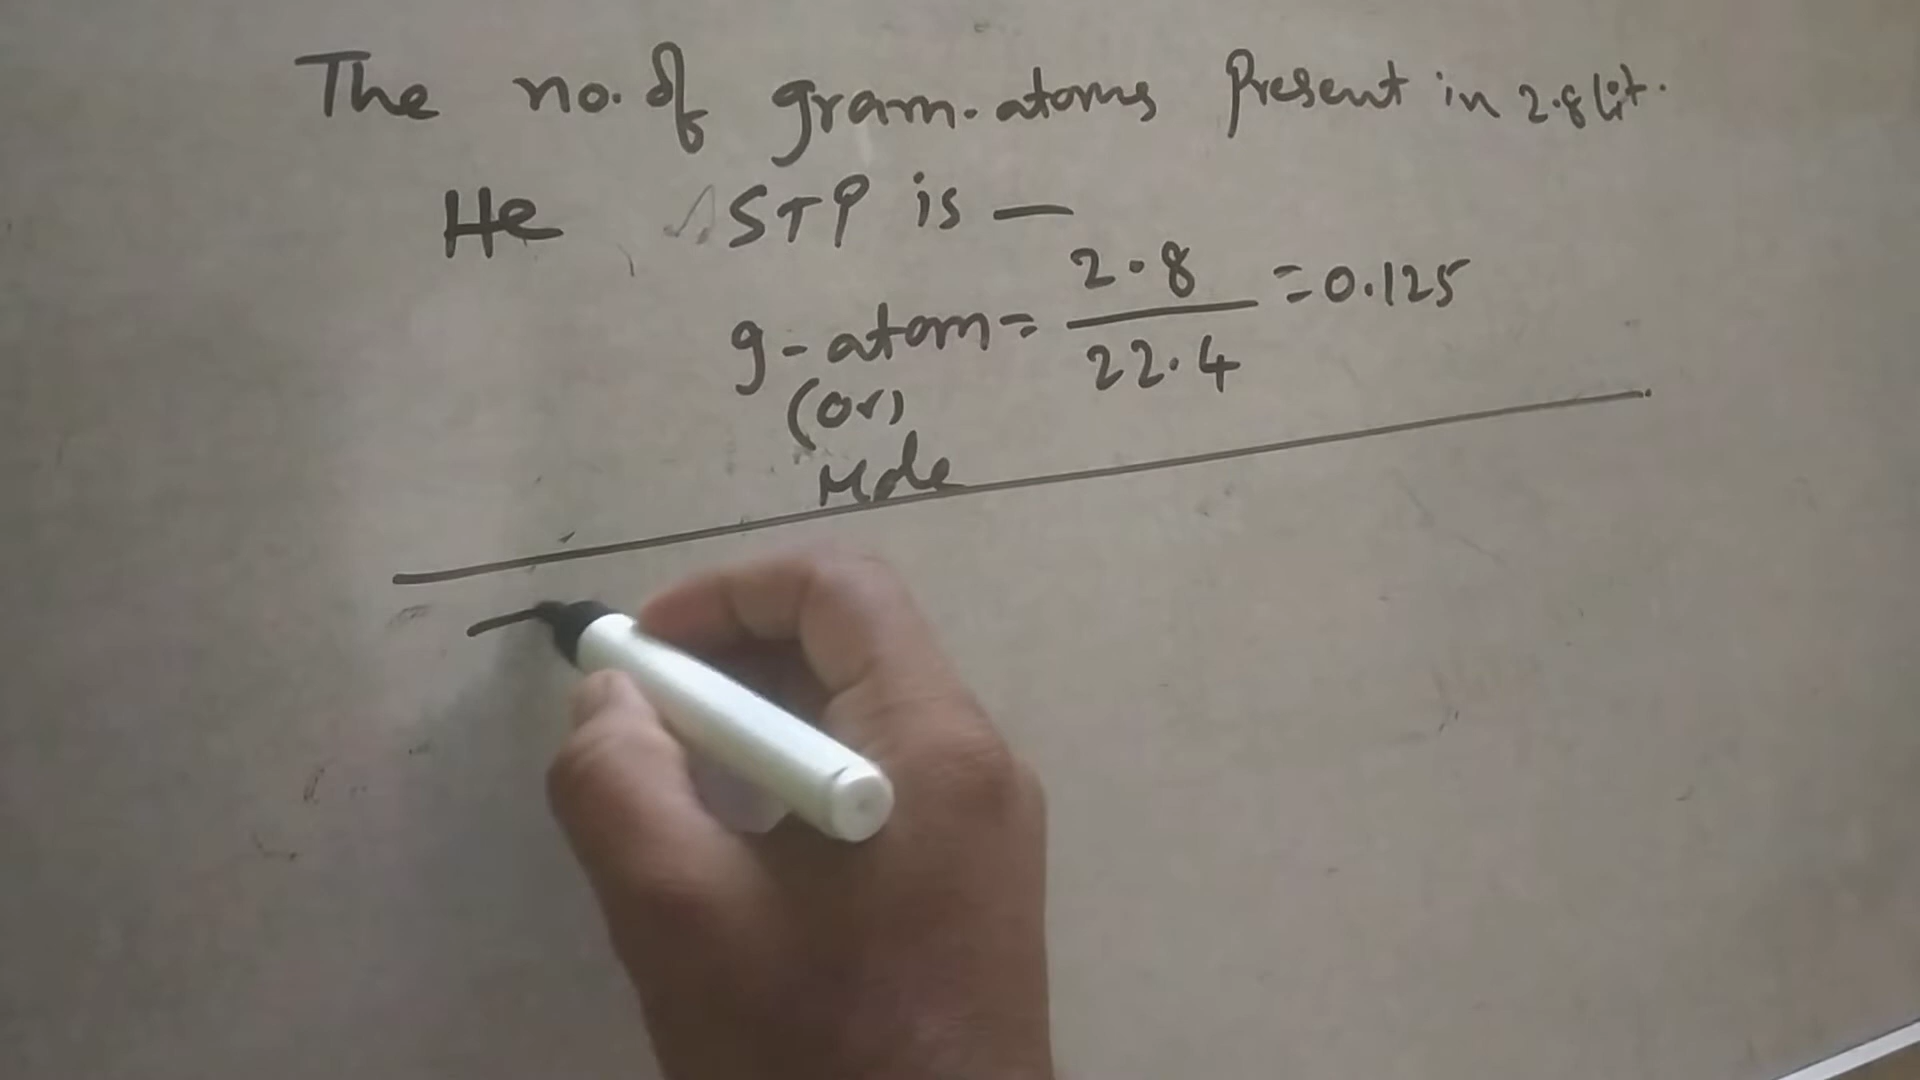 The no. of gram-atoms Present in 2.8 lit.
He STP is —
g-atom = 2.8 / 22.4 = 0.125
(or)
Mole